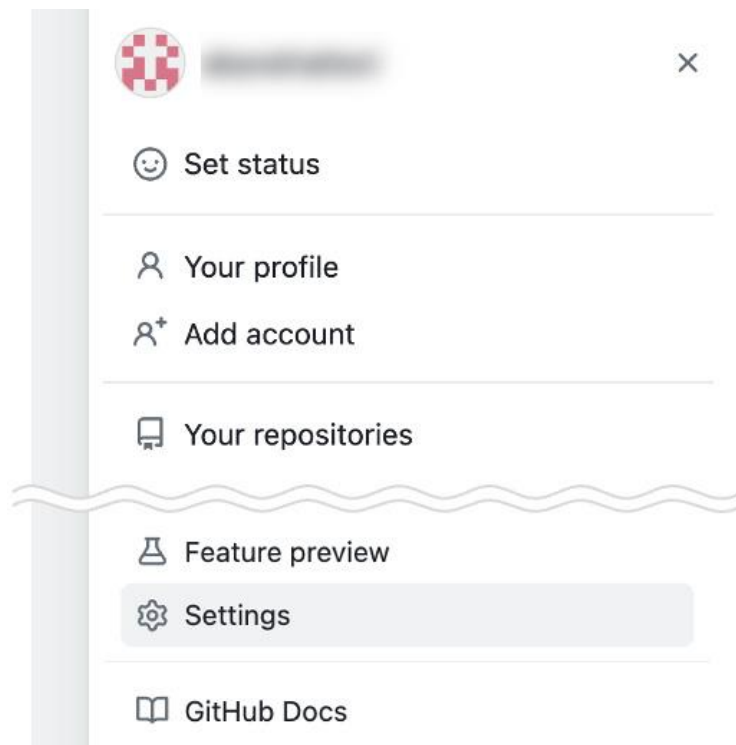 Set status
Your profile
Add account
Your repositories
Feature preview
Settings
GitHub Docs